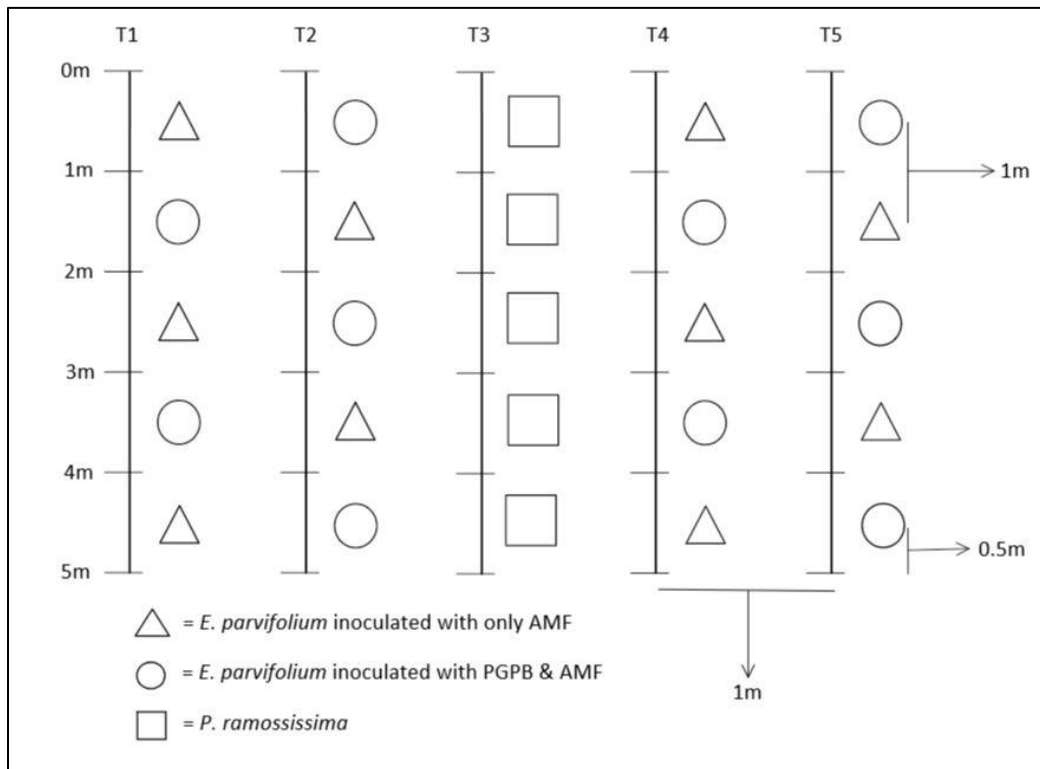 T1 T2 T3 T4 T5
0m
1m
1m
2m
3m
4m
0.5m
5m
= E. parvifolium inoculated with only AMF
= E. parvifolium inoculated with PGPB & AMF
1m
= P. ramossissima